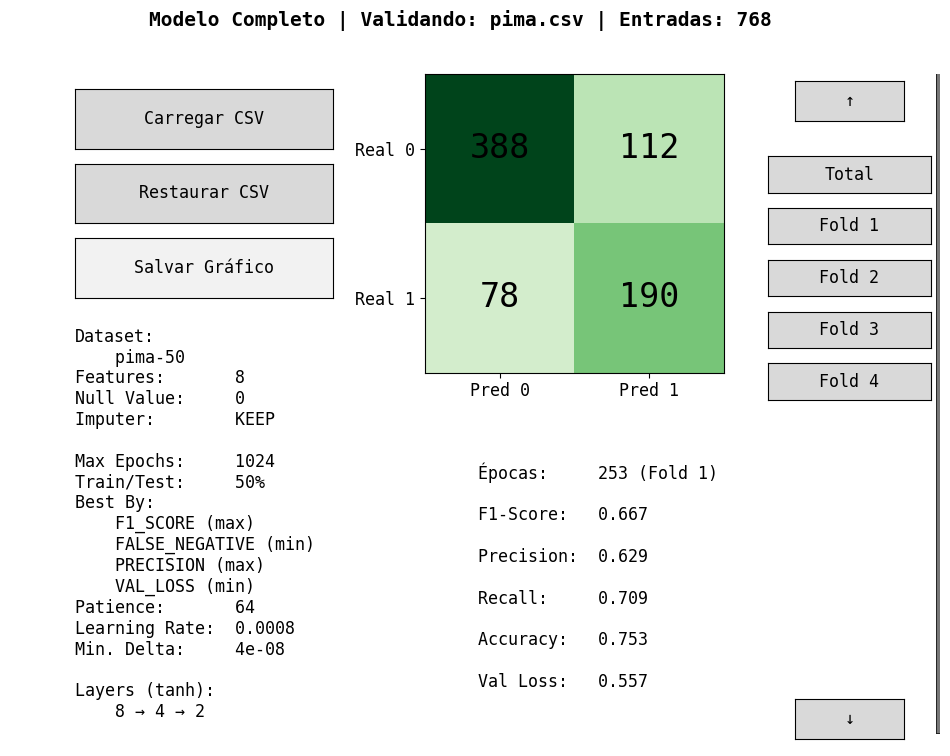 Modelo Completo | Validando: pima.csv | Entradas: 768
Carregar CSV
Restaurar CSV
Salvar Gráfico
Dataset:
    pima-50
Features:       8
Null Value:     0
Imputer:        KEEP
Max Epochs:     1024
Train/Test:     50%
Best By:
    F1_SCORE (max)
    FALSE_NEGATIVE (min)
    PRECISION (max)
    VAL_LOSS (min)
Patience:       64
Learning Rate:  0.0008
Min. Delta:     4e-08
Layers (tanh):
    8 → 4 → 2
Real 0 388 112
Real 1 78 190
Pred 0 Pred 1
Épocas:     253 (Fold 1)
F1-Score:   0.667
Precision:  0.629
Recall:     0.709
Accuracy:   0.753
Val Loss:   0.557
↑
Total
Fold 1
Fold 2
Fold 3
Fold 4
↓